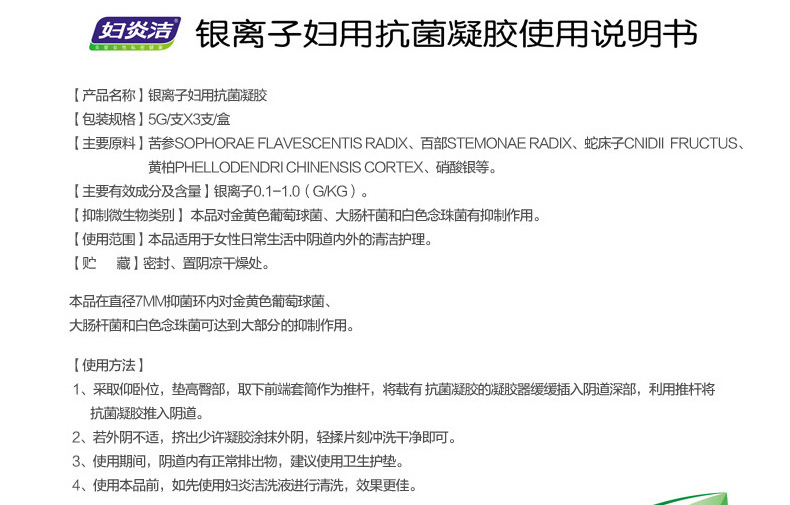 妇炎洁 银离子妇用抗菌凝胶使用说明书
【产品名称】银离子妇用抗菌凝胶
【包装规格】5G/支X3支/盒
【主要原料】苦参SOPHORAE FLAVESCENTIS RADIX、百部STEMONAE RADIX、蛇床子CNIDII FRUCTUS、
黄柏PHELLODENDRI CHINENSIS CORTEX、硝酸银等。
【主要有效成分及含量】银离子0.1-1.0（G/KG）。
【抑制微生物类别】本品对金黄色葡萄球菌、大肠杆菌和白色念珠菌有抑制作用。
【使用范围】本品适用于女性日常生活中阴道内外的清洁护理。
【贮 藏】密封、置阴凉干燥处。
本品在直径7MM抑菌环内对金黄色葡萄球菌、
大肠杆菌和白色念珠菌可达到大部分的抑制作用。
【使用方法】
1、采取仰卧位，垫高臀部，取下前端套筒作为推杆，将载有 抗菌凝胶的凝胶器缓缓插入阴道深部，利用推杆将
抗菌凝胶推入阴道。
2、若外阴不适，挤出少许凝胶涂抹外阴，轻揉片刻冲洗干净即可。
3、使用期间，阴道内有正常排出物，建议使用卫生护垫。
4、使用本品前，如先使用妇炎洁洗液进行清洗，效果更佳。